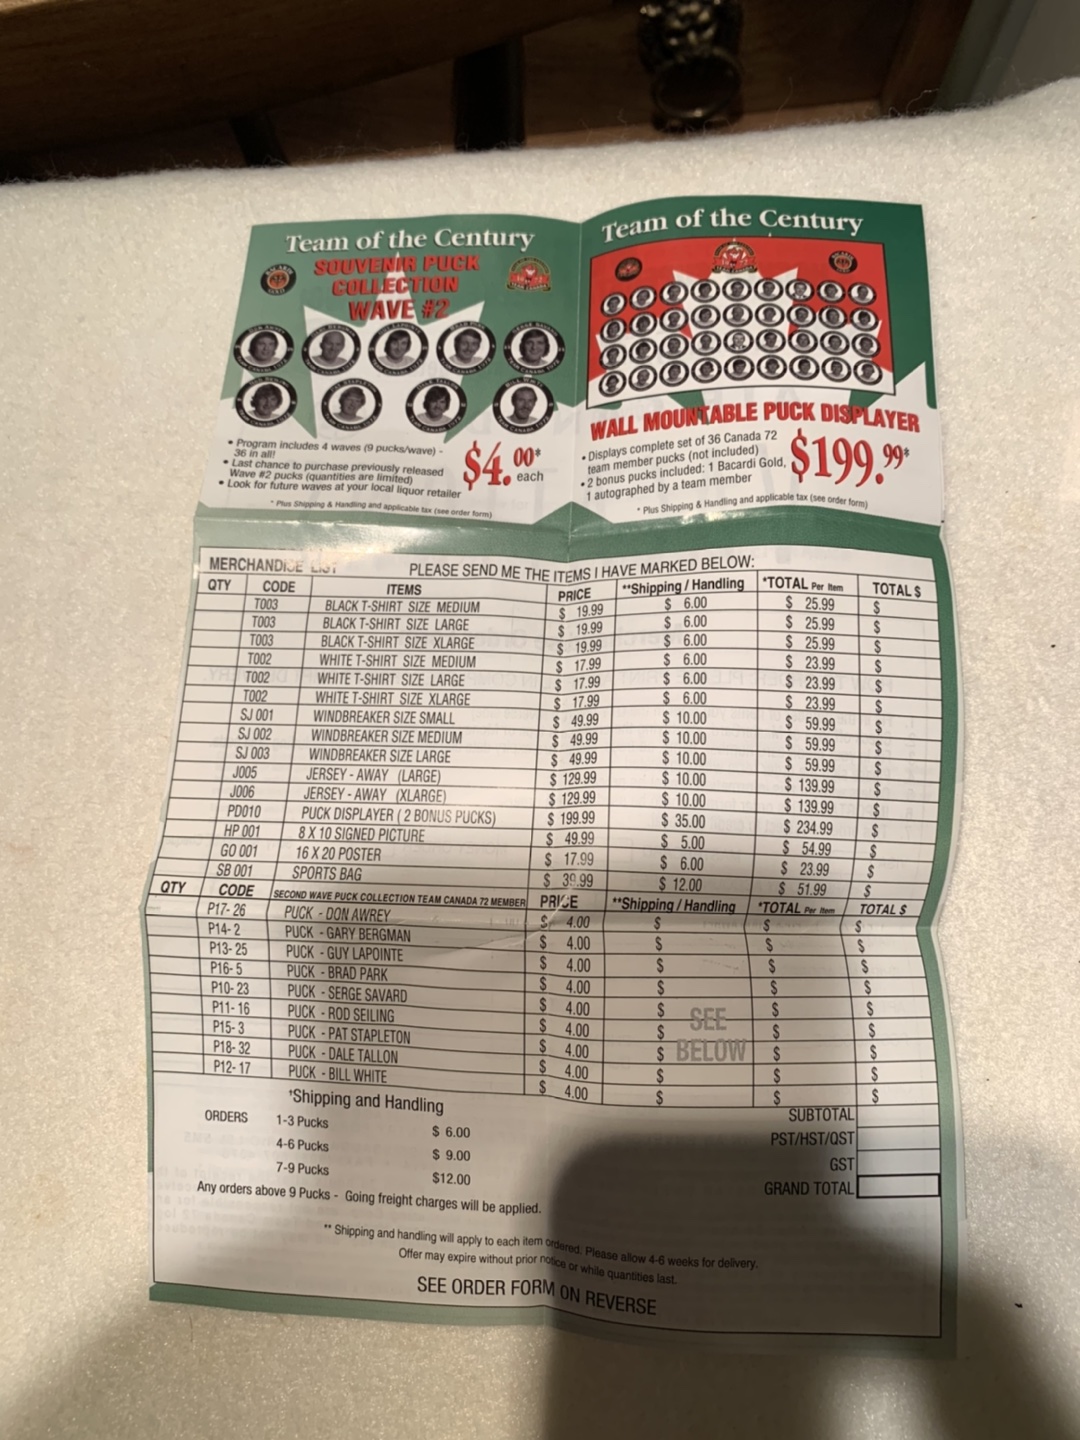 Team of the Century
SOUVENIR PUCK
COLLECTION
WAVE #2
• Program includes 4 waves (9 pucks/wave) -
36 in all!
• Last chance to purchase previously released
Wave #2 pucks (quantities are limited)
• Look for future waves at your local liquor retailer
$4.00* each
* Plus Shipping & Handling and applicable tax (see order form)
Team of the Century
WALL MOUNTABLE PUCK DISPLAYER
• Displays complete set of 36 Canada 72
team member pucks (not included)
• 2 bonus pucks included: 1 Bacardi Gold,
1 autographed by a team member
$199.99*
* Plus Shipping & Handling and applicable tax (see order form)
MERCHANDISE LIST PLEASE SEND ME THE ITEMS I HAVE MARKED BELOW:
QTY CODE ITEMS PRICE **Shipping / Handling *TOTAL Per Item TOTAL $
T003 BLACK T-SHIRT SIZE MEDIUM $ 19.99 $ 6.00 $ 25.99 $
T003 BLACK T-SHIRT SIZE LARGE $ 19.99 $ 6.00 $ 25.99 $
T003 BLACK T-SHIRT SIZE XLARGE $ 19.99 $ 6.00 $ 25.99 $
T002 WHITE T-SHIRT SIZE MEDIUM $ 17.99 $ 6.00 $ 23.99 $
T002 WHITE T-SHIRT SIZE LARGE $ 17.99 $ 6.00 $ 23.99 $
T002 WHITE T-SHIRT SIZE XLARGE $ 17.99 $ 6.00 $ 23.99 $
SJ 001 WINDBREAKER SIZE SMALL $ 49.99 $ 10.00 $ 59.99 $
SJ 002 WINDBREAKER SIZE MEDIUM $ 49.99 $ 10.00 $ 59.99 $
SJ 003 WINDBREAKER SIZE LARGE $ 49.99 $ 10.00 $ 59.99 $
J005 JERSEY - AWAY (LARGE) $ 129.99 $ 10.00 $ 139.99 $
J006 JERSEY - AWAY (XLARGE) $ 129.99 $ 10.00 $ 139.99 $
PD010 PUCK DISPLAYER ( 2 BONUS PUCKS) $ 199.99 $ 35.00 $ 234.99 $
HP 001 8 X 10 SIGNED PICTURE $ 49.99 $ 5.00 $ 54.99 $
GO 001 16 X 20 POSTER $ 17.99 $ 6.00 $ 23.99 $
SB 001 SPORTS BAG $ 39.99 $ 12.00 $ 51.99 $
QTY CODE SECOND WAVE PUCK COLLECTION TEAM CANADA 72 MEMBER PRICE **Shipping / Handling *TOTAL Per Item TOTAL $
P17- 26 PUCK - DON AWREY $ 4.00 $ $ $
P14- 2 PUCK - GARY BERGMAN $ 4.00 $ $ $
P13- 25 PUCK - GUY LAPOINTE $ 4.00 $ $ $
P16- 5 PUCK - BRAD PARK $ 4.00 $ $ $
P10- 23 PUCK - SERGE SAVARD $ 4.00 $ $ $
P11- 16 PUCK - ROD SEILING $ 4.00 $ SEE $ $
P15- 3 PUCK - PAT STAPLETON $ 4.00 $ BELOW $ $
P18- 32 PUCK - DALE TALLON $ 4.00 $ $ $
P12- 17 PUCK - BILL WHITE $ 4.00 $ $ $
†Shipping and Handling
ORDERS 1-3 Pucks $ 6.00
4-6 Pucks $ 9.00
7-9 Pucks $12.00
Any orders above 9 Pucks - Going freight charges will be applied.
SUBTOTAL
PST/HST/QST
GST
GRAND TOTAL
** Shipping and handling will apply to each item ordered. Please allow 4-6 weeks for delivery.
Offer may expire without prior notice or while quantities last.
SEE ORDER FORM ON REVERSE